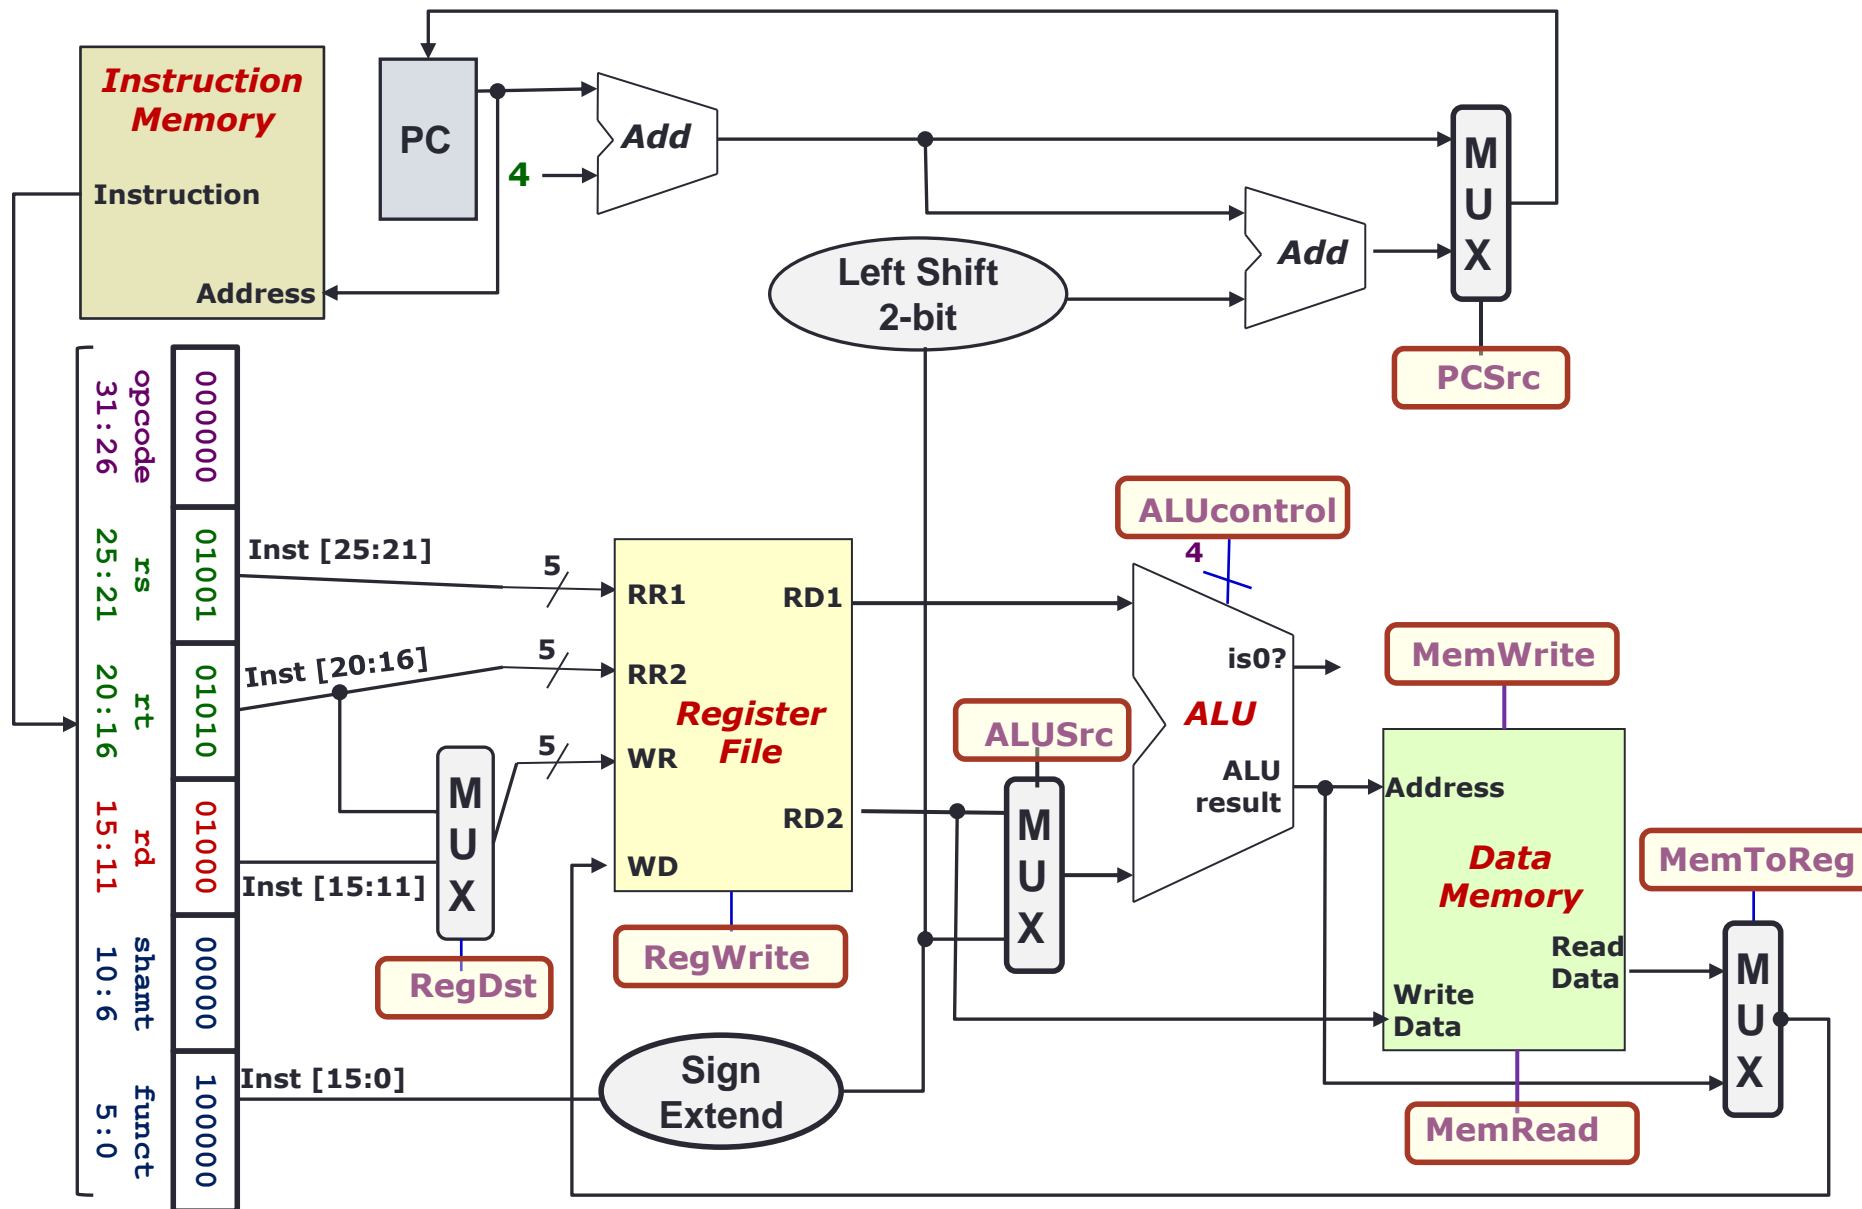 Instruction
Memory
Instruction
Address
PC
4
Add
Left Shift
2-bit
Add
M
U
X
PCSrc
opcode
31:26
000000
rs
25:21
01001
rt
20:16
01010
rd
15:11
01000
shamt
10:6
00000
funct
5:0
100000
Inst [25:21]
5
Inst [20:16]
5
5
Inst [15:11]
M
U
X
RegDst
Inst [15:0]
RR1
RD1
RR2
Register
File
WR
RD2
WD
RegWrite
Sign
Extend
ALUcontrol
4
is0?
ALU
ALU
result
ALUSrc
M
U
X
MemWrite
Address
Data
Memory
Read
Data
Write
Data
MemRead
MemToReg
M
U
X